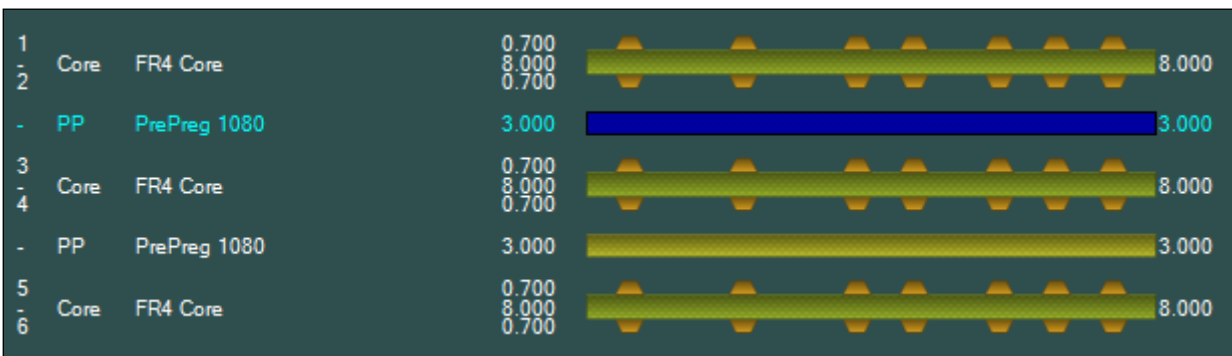 1 0.700
- Core FR4 Core 8.000 8.000
2 0.700
- PP PrePreg 1080 3.000 3.000
3 0.700
- Core FR4 Core 8.000 8.000
4 0.700
- PP PrePreg 1080 3.000 3.000
5 0.700
- Core FR4 Core 8.000 8.000
6 0.700